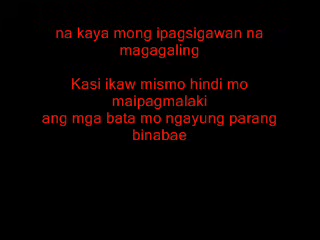 na kaya mong ipagsigawan na
magagaling
Kasi ikaw mismo hindi mo
maipagmalaki
ang mga bata mo ngayung parang
binabae